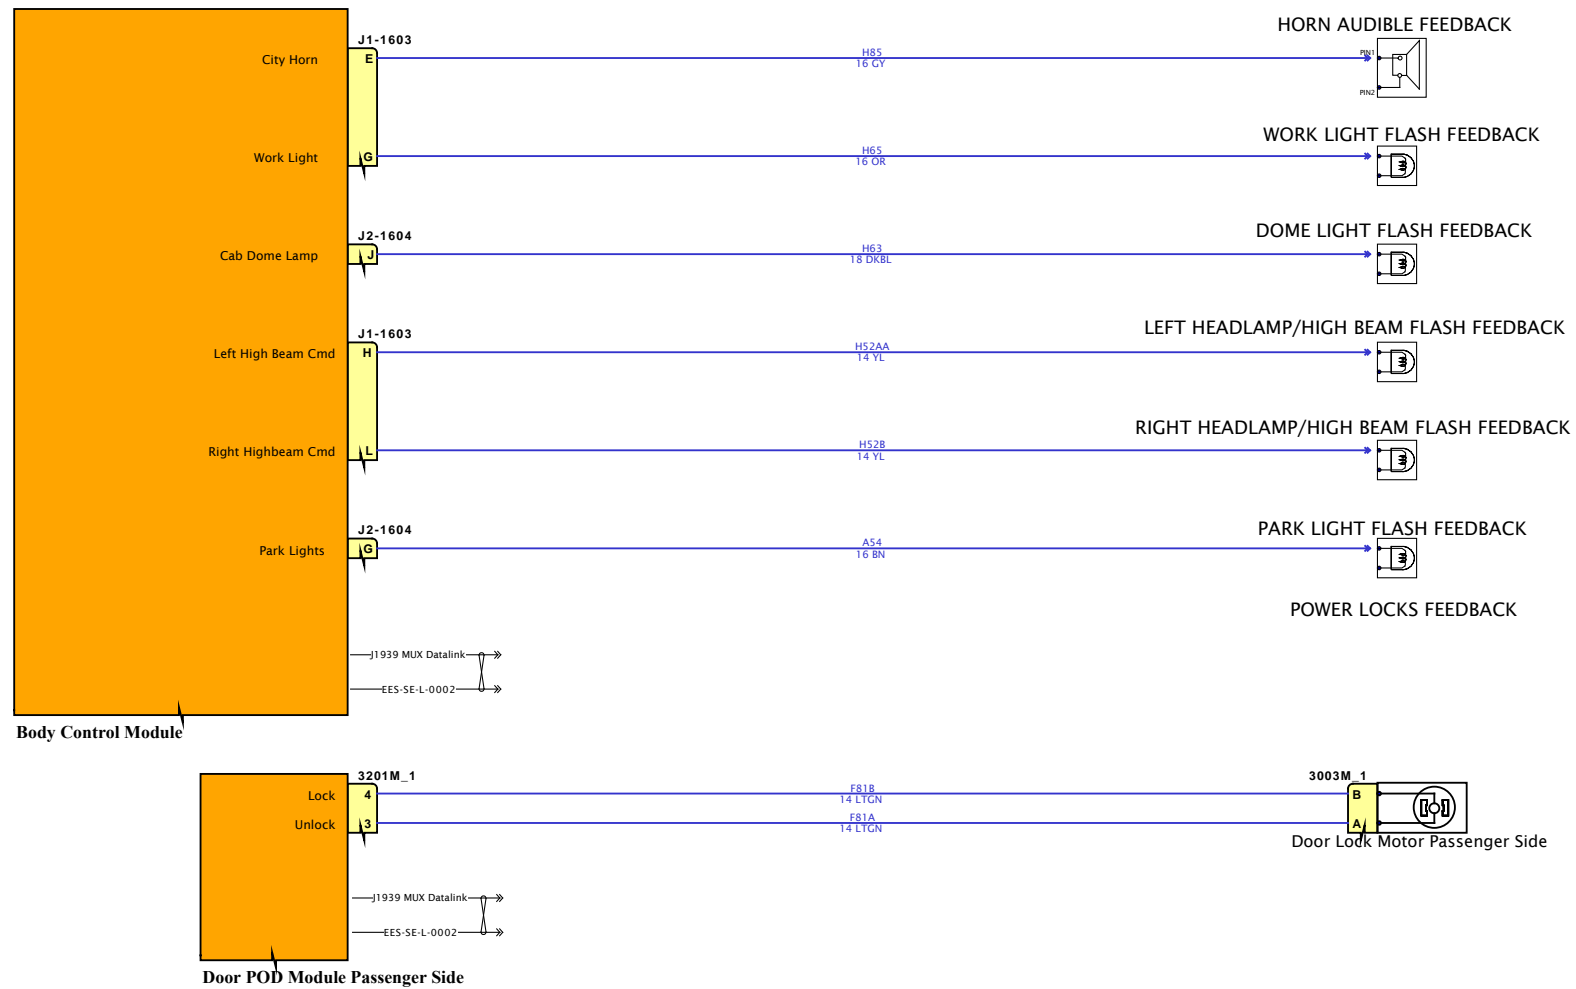 HORN AUDIBLE FEEDBACK
J1-1603
City Horn
E
H85
16 GY
PIN1
PIN2
WORK LIGHT FLASH FEEDBACK
Work Light
G
H65
16 OR
J2-1604
DOME LIGHT FLASH FEEDBACK
Cab Dome Lamp
J
H63
18 DKBL
J1-1603
LEFT HEADLAMP/HIGH BEAM FLASH FEEDBACK
Left High Beam Cmd
H
H52AA
14 YL
RIGHT HEADLAMP/HIGH BEAM FLASH FEEDBACK
Right Highbeam Cmd
L
H52B
14 YL
J2-1604
PARK LIGHT FLASH FEEDBACK
Park Lights
G
A54
16 BN
POWER LOCKS FEEDBACK
J1939 MUX Datalink
EES-SE-L-0002
Body Control Module
3201M_1
3003M_1
Lock
4
F81B
14 LTGN
B
Unlock
3
F81A
14 LTGN
A
Door Lock Motor Passenger Side
J1939 MUX Datalink
EES-SE-L-0002
Door POD Module Passenger Side